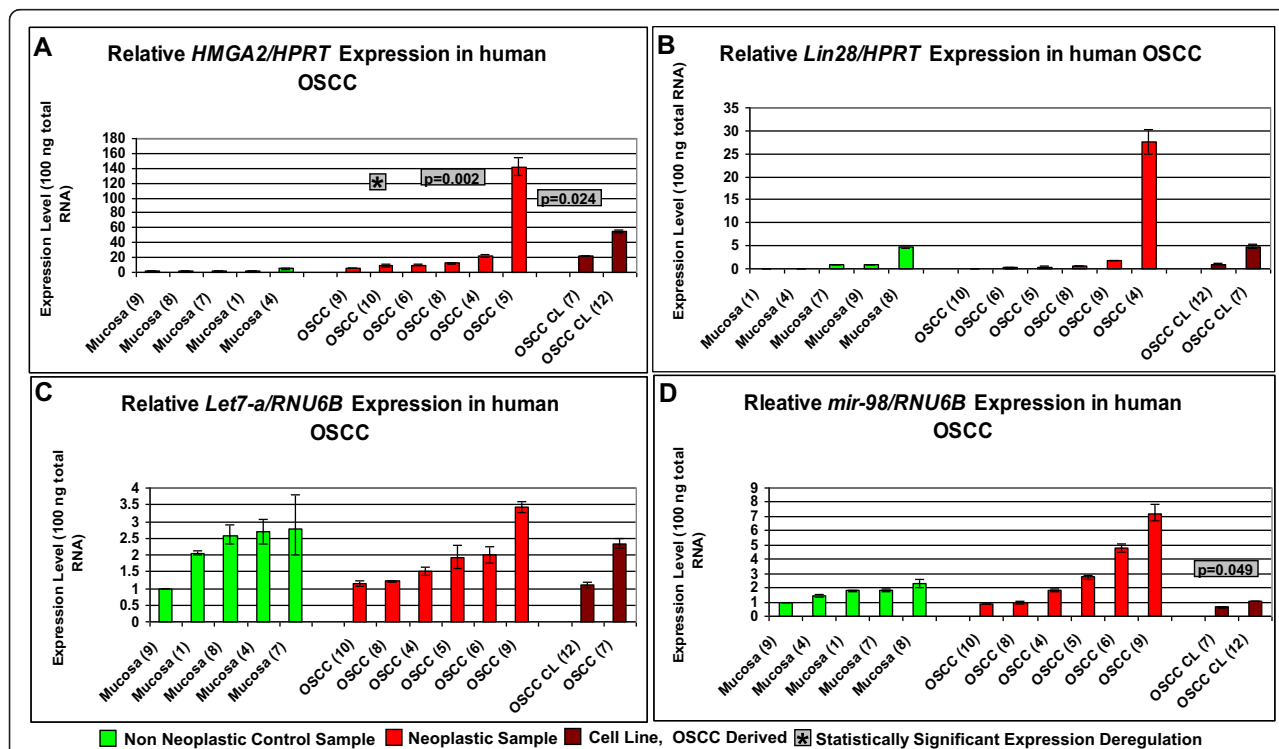 A
Relative HMGA2/HPRT Expression in human
OSCC
Expression Level (100 ng total
RNA)
180
160
140
120
100
80
60
40
20
0
*
p=0.002
p=0.024
Mucosa (9)
Mucosa (8)
Mucosa (7)
Mucosa (1)
Mucosa (4)
OSCC (9)
OSCC (10)
OSCC (6)
OSCC (8)
OSCC (4)
OSCC (5)
OSCC CL (7)
OSCC CL (12)
B
Relative Lin28/HPRT Expression in human OSCC
Expression Level (100 ng total RNA)
35
30
25
20
15
10
5
0
Mucosa (1)
Mucosa (4)
Mucosa (7)
Mucosa (9)
Mucosa (8)
OSCC (10)
OSCC (6)
OSCC (5)
OSCC (8)
OSCC (9)
OSCC (4)
OSCC CL (12)
OSCC CL (7)
C
Relative Let7-a/RNU6B Expression in human
OSCC
Expression Level (100 ng total
RNA)
4
3.5
3
2.5
2
1.5
1
0.5
0
Mucosa (9)
Mucosa (1)
Mucosa (8)
Mucosa (4)
Mucosa (7)
OSCC (10)
OSCC (8)
OSCC (4)
OSCC (5)
OSCC (6)
OSCC (9)
OSCC CL (12)
OSCC (7)
D
Rleative mir-98/RNU6B Expression in human
OSCC
Expression Level (100 ng total
RNA)
9
8
7
6
5
4
3
2
1
0
p=0.049
Mucosa (9)
Mucosa (4)
Mucosa (1)
Mucosa (7)
Mucosa (8)
OSCC (10)
OSCC (8)
OSCC (4)
OSCC (5)
OSCC (6)
OSCC (9)
OSCC CL (7)
OSCC CL (12)
Non Neoplastic Control Sample
Neoplastic Sample
Cell Line, OSCC Derived
* Statistically Significant Expression Deregulation